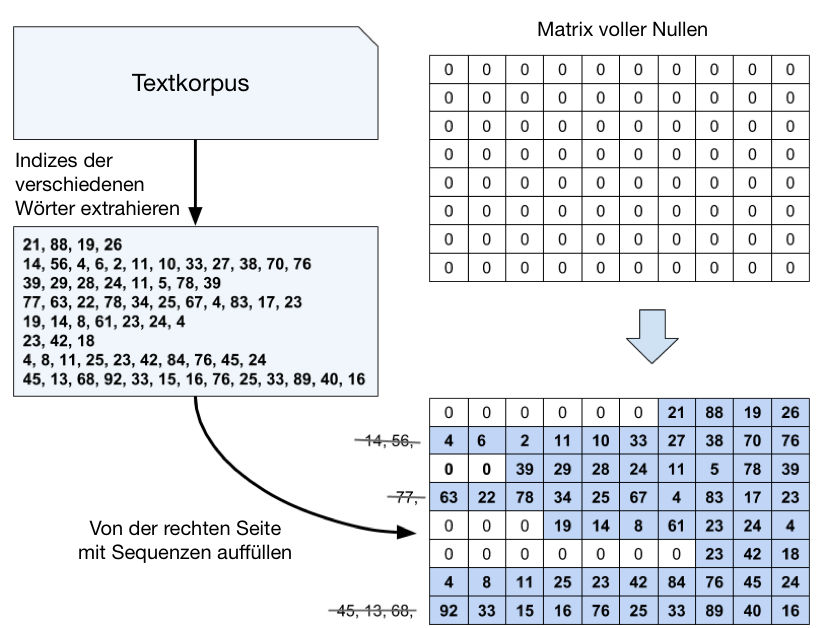 Textkorpus
Indizes der
verschiedenen
Wörter extrahieren
21, 88, 19, 26
14, 56, 4, 6, 2, 11, 10, 33, 27, 38, 70, 76
39, 29, 28, 24, 11, 5, 78, 39
77, 63, 22, 78, 34, 25, 67, 4, 83, 17, 23
19, 14, 8, 61, 23, 24, 4
23, 42, 18
4, 8, 11, 25, 23, 42, 84, 76, 45, 24
45, 13, 68, 92, 33, 15, 16, 76, 25, 33, 89, 40, 16
Von der rechten Seite
mit Sequenzen auffüllen
Matrix voller Nullen
0 0 0 0 0 0 0 0 0 0
0 0 0 0 0 0 0 0 0 0
0 0 0 0 0 0 0 0 0 0
0 0 0 0 0 0 0 0 0 0
0 0 0 0 0 0 0 0 0 0
0 0 0 0 0 0 0 0 0 0
0 0 0 0 0 0 0 0 0 0
0 0 0 0 0 0 0 0 0 0
0 0 0 0 0 0 21 88 19 26
14, 56, 4 6 2 11 10 33 27 38 70 76
0 0 39 29 28 24 11 5 78 39
77, 63 22 78 34 25 67 4 83 17 23
0 0 0 19 14 8 61 23 24 4
0 0 0 0 0 0 0 23 42 18
4 8 11 25 23 42 84 76 45 24
45, 13, 68, 92 33 15 16 76 25 33 89 40 16